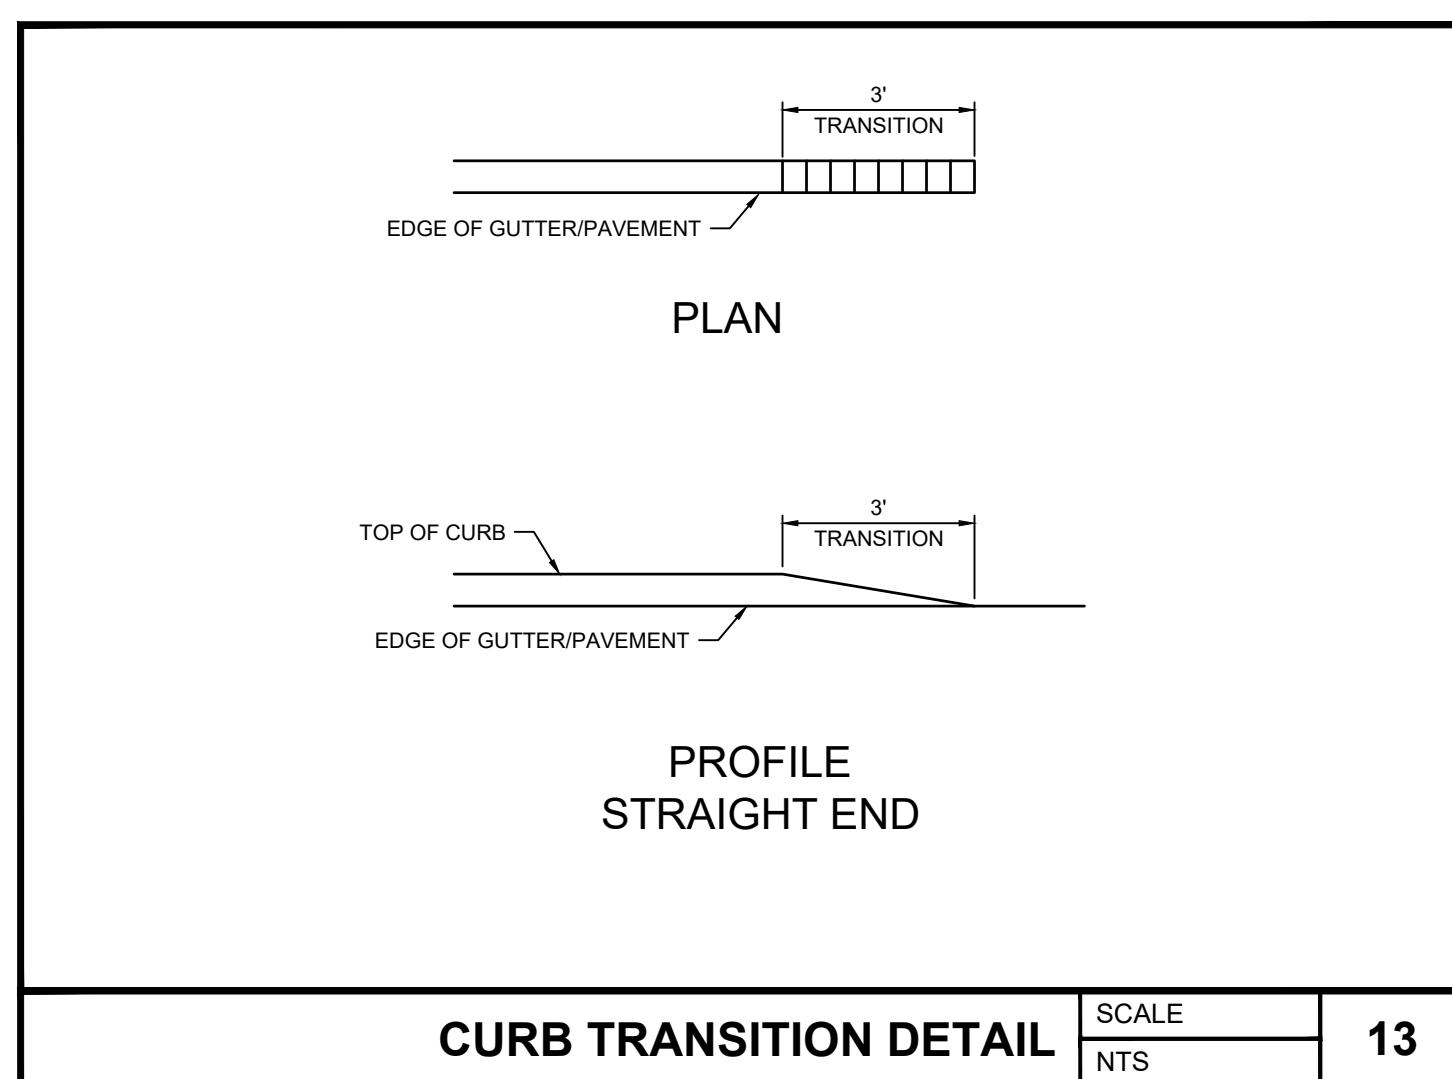 3'
TRANSITION
EDGE OF GUTTER/PAVEMENT
PLAN
3'
TOP OF CURB
TRANSITION
EDGE OF GUTTER/PAVEMENT
PROFILE
STRAIGHT END
CURB TRANSITION DETAIL
SCALE
NTS
13